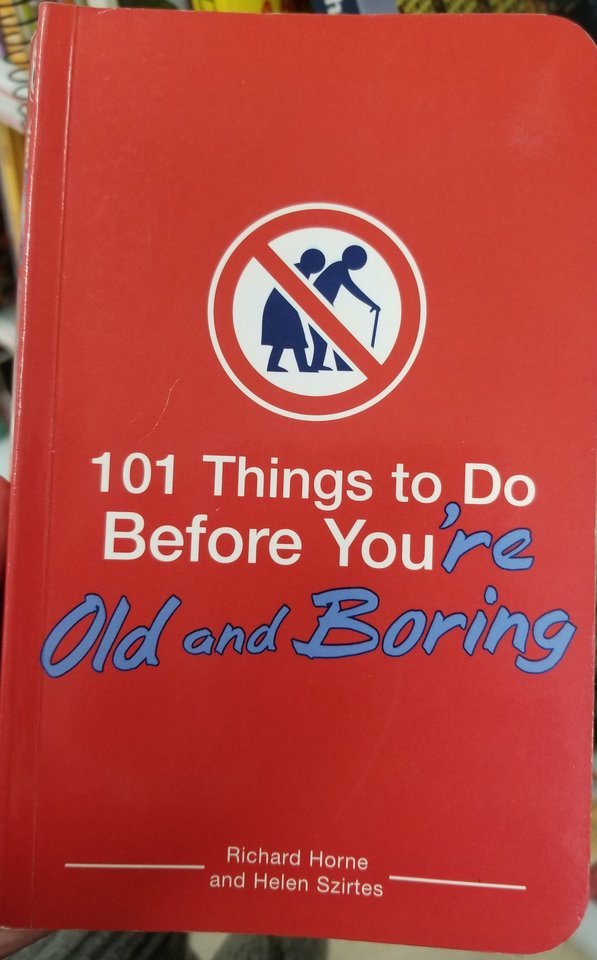 101 Things to Do
Before You're
Old and Boring
Richard Horne
and Helen Szirtes